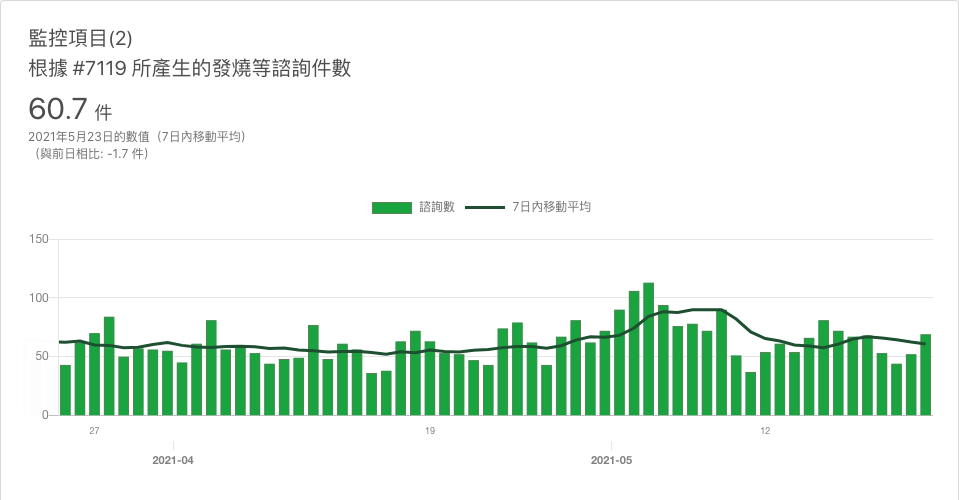 監控項目(2)
根據 #7119 所產生的發燒等諮詢件數
60.7 件
2021年5月23日的數值（7日內移動平均）
（與前日相比: -1.7 件）
諮詢數 7日內移動平均
150
100
50
0
27 19 12
2021-04 2021-05